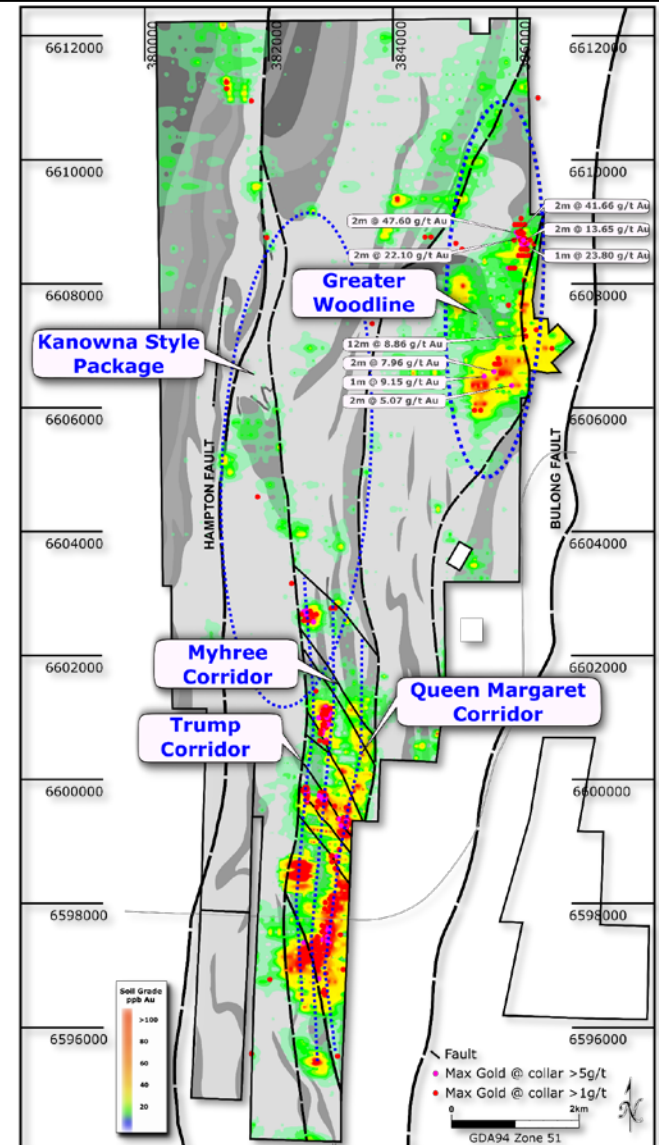 380000
382000
384000
386000
6612000
6612000
6610000
6610000
2m @ 41.66 g/t Au
2m @ 47.60 g/t Au
2m @ 13.65 g/t Au
2m @ 22.10 g/t Au
1m @ 23.80 g/t Au
Greater
Woodline
6608000
6608000
Kanowna Style
Package
12m @ 8.86 g/t Au
2m @ 7.96 g/t Au
1m @ 9.15 g/t Au
2m @ 5.07 g/t Au
6606000
6606000
HAMPTON FAULT
BULONG FAULT
6604000
6604000
Myhree
Corridor
6602000
6602000
Queen Margaret
Corridor
Trump
Corridor
6600000
6600000
6598000
6598000
6596000
6596000
Soil Grade
ppb Au
>100
80
60
40
20
Fault
Max Gold @ collar >5g/t
Max Gold @ collar >1g/t
0
2km
GDA94 Zone 51
N